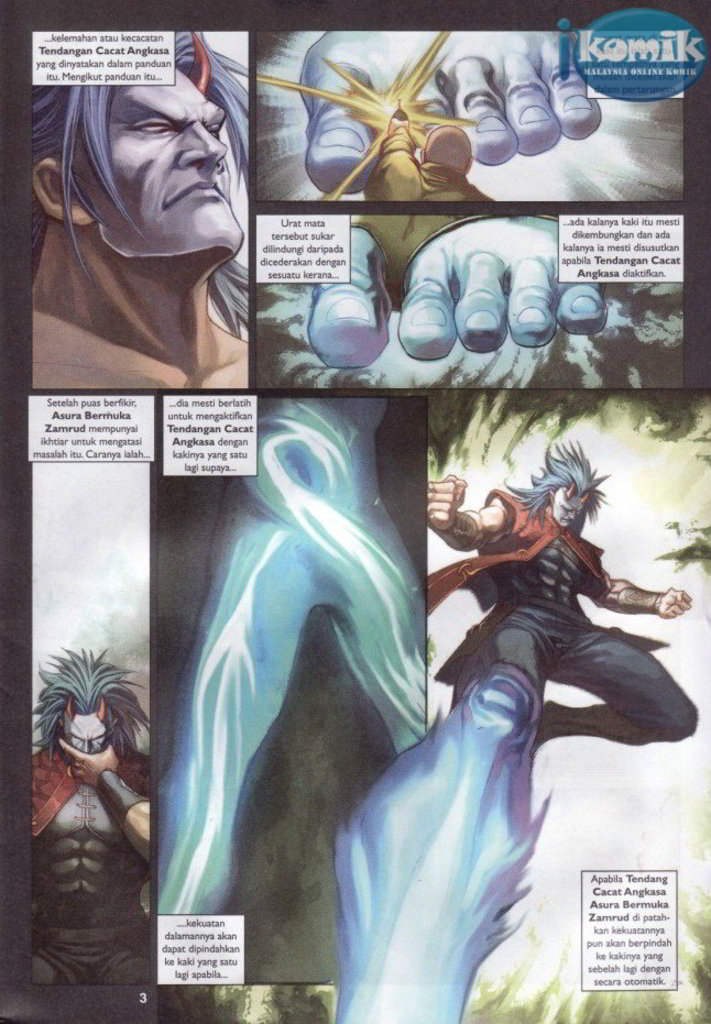 ...kelemahan atau kecacatan
Tendangan Cacat Angkasa
yang dinyatakan dalam panduan
itu. Mengikut panduan itu...
komik
MALAYSIA ONLINE KOMIK
dalam pertarungan
Urat mata
tersebut sukar
dilindungi daripada
dicederakan dengan
sesuatu kerana...
...ada kalanya kaki itu mesti
dikembungkan dan ada
kalanya ia mesti disusutkan
apabila Tendangan Cacat
Angkasa diaktifkan.
Setelah puas berfikir,
Asura Bermuka
Zamrud mempunyai
ikhtiar untuk mengatasi
masalah itu. Caranya ialah...
...dia mesti berlatih
untuk mengaktifkan
Tendangan Cacat
Angkasa dengan
kakinya yang satu
lagi supaya...
....kekuatan
dalamannya akan
dapat dipindahkan
ke kaki yang satu
lagi apabila...
Apabila Tendang
Cacat Angkasa
Asura Bermuka
Zamrud di patah-
kan kekuatannya
pun akan berpindah
ke kakinya yang
sebelah lagi dengan
secara otomatik.
3